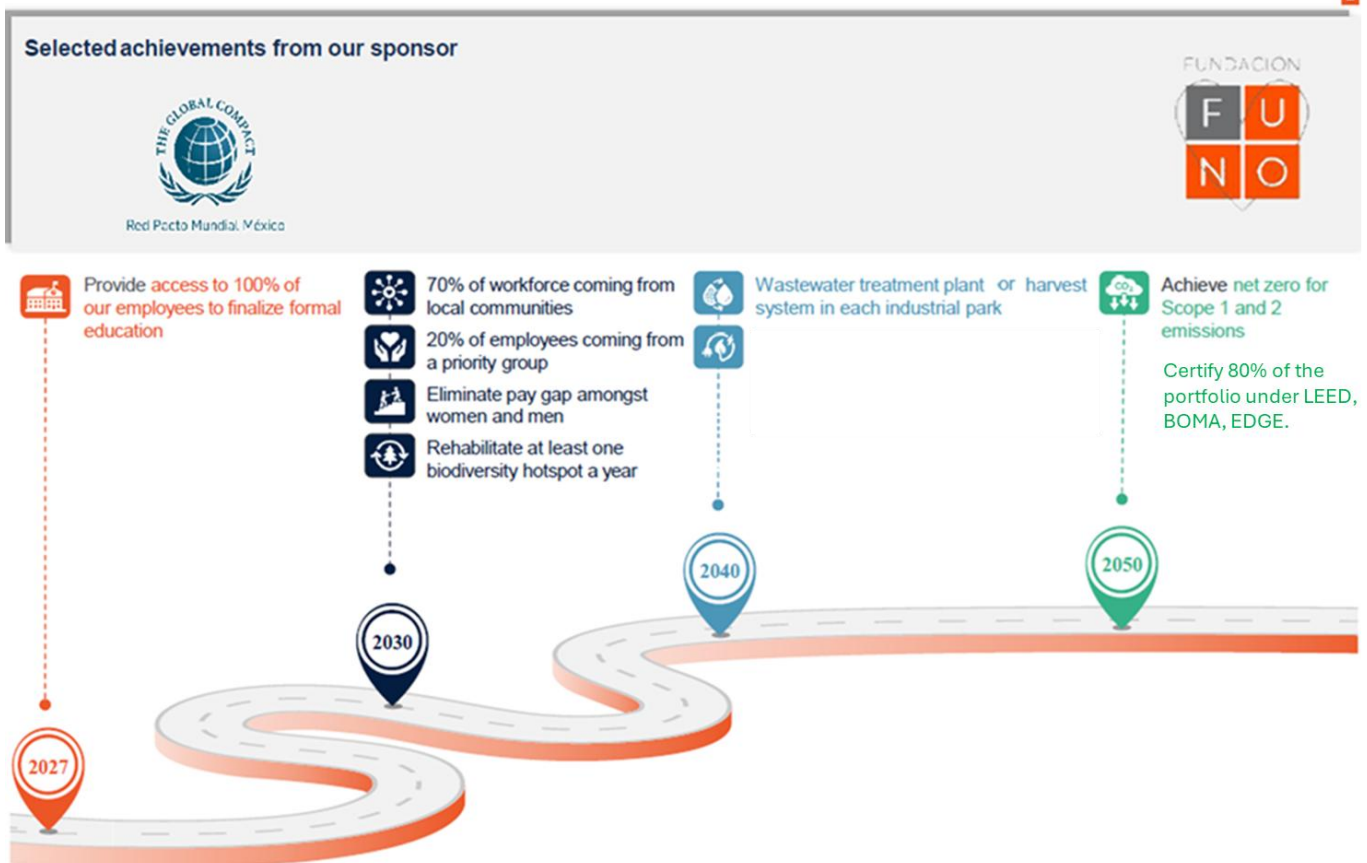 Selected achievements from our sponsor
THE GLOBAL COMPACT
Red Pacto Mundial México
FUNDACION
F U
N O
Provide access to 100% of
our employees to finalize formal
education
70% of workforce coming from
local communities
20% of employees coming from
a priority group
Eliminate pay gap amongst
women and men
Rehabilitate at least one
biodiversity hotspot a year
Wastewater treatment plant or harvest
system in each industrial park
CO₂
Achieve net zero for
Scope 1 and 2
emissions
Certify 80% of the
portfolio under LEED,
BOMA, EDGE.
2027
2030
2040
2050